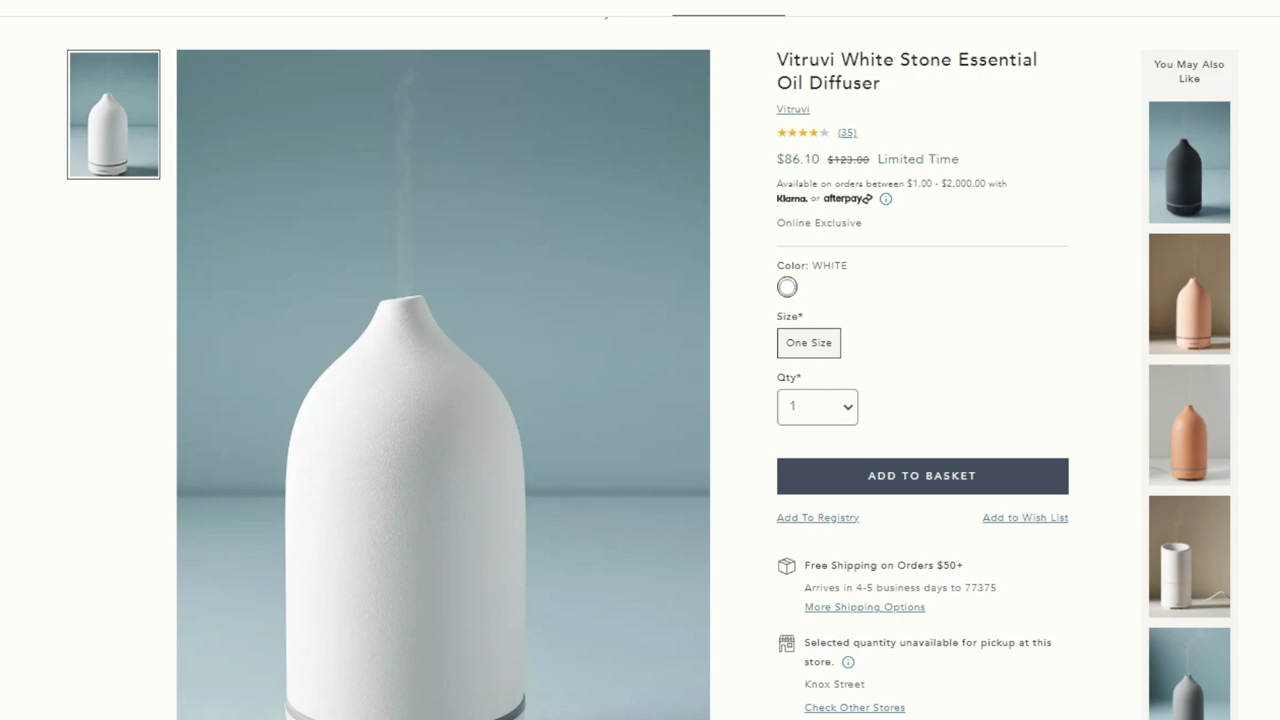 Vitruvi White Stone Essential
Oil Diffuser
Vitruvi
(35)
$86.10 $123.00 Limited Time
Available on orders between $1.00 - $2,000.00 with
Klarna. or afterpay
Online Exclusive
Color: WHITE
Size*
One Size
Qty*
1
ADD TO BASKET
Add To Registry
Add to Wish List
Free Shipping on Orders $50+
Arrives in 4-5 business days to 77375
More Shipping Options
Selected quantity unavailable for pickup at this
store.
Knox Street
Check Other Stores
You May Also
Like